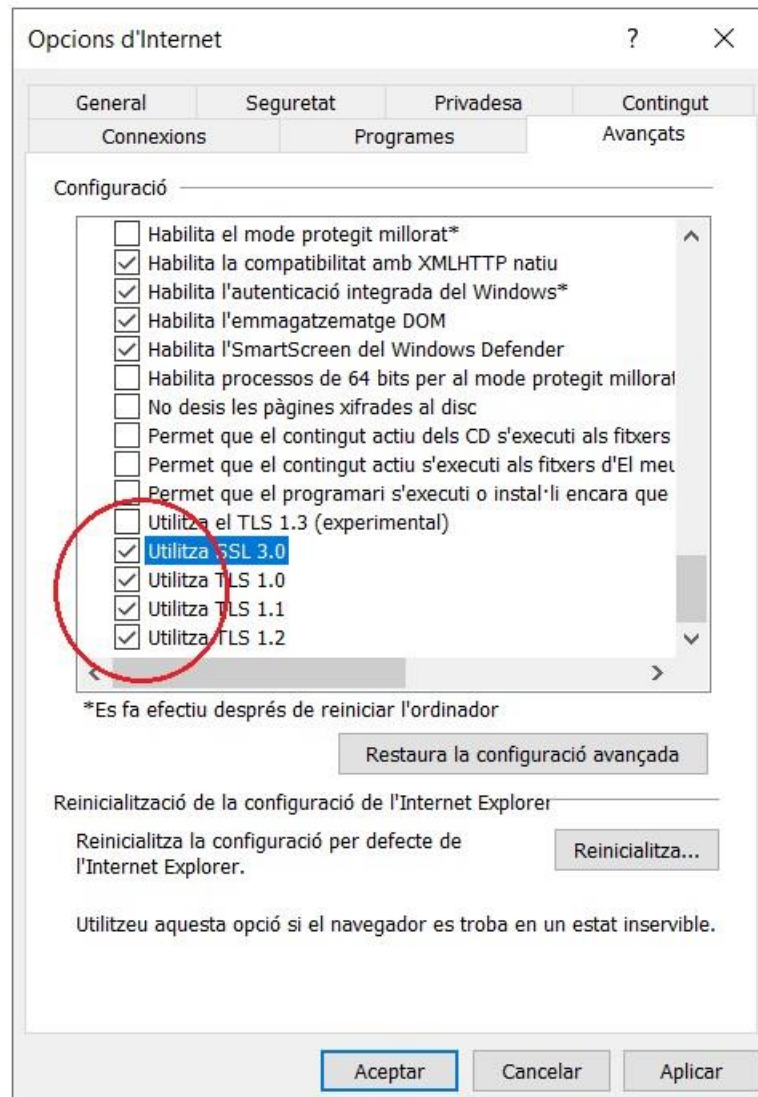 Opcions d'Internet
?
General
Seguretat
Privadesa
Contingut
Connexions
Programes
Avançats
Configuració
Habilita el mode protegit millorat*
Habilita la compatibilitat amb XMLHTTP natiu
Habilita l'autenticació integrada del Windows*
Habilita l'emmagatzematge DOM
Habilita l'SmartScreen del Windows Defender
Habilita processos de 64 bits per al mode protegit millorat
No desis les pàgines xifrades al disc
Permet que el contingut actiu dels CD s'executi als fitxers
Permet que el contingut actiu s'executi als fitxers d'El meu
Permet que el programari s'executi o instal·li encara que
Utilitza el TLS 1.3 (experimental)
Utilitza SSL 3.0
Utilitza TLS 1.0
Utilitza TLS 1.1
Utilitza TLS 1.2
*Es fa efectiu després de reiniciar l'ordinador
Restaura la configuració avançada
Reinicialització de la configuració de l'Internet Explorer
Reinicialitza la configuració per defecte de
l'Internet Explorer.
Reinicialitza...
Utilitzeu aquesta opció si el navegador es troba en un estat inservible.
Aceptar
Cancelar
Aplicar